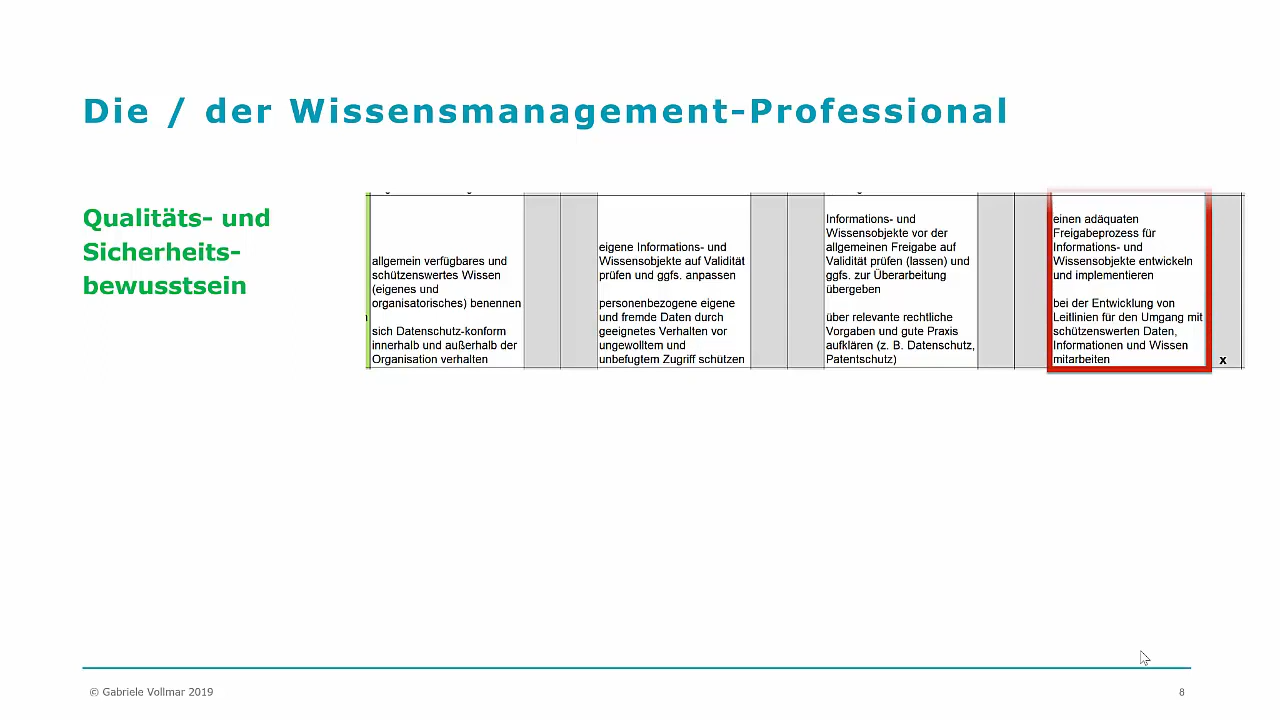 Die / der Wissensmanagement-Professional
Qualitäts- und
Sicherheits-
bewusstsein
allgemein verfügbares und
schützenswertes Wissen
(eigenes und
organisatorisches) benennen
sich Datenschutz-konform
innerhalb und außerhalb der
Organisation verhalten
eigene Informations- und
Wissensobjekte auf Validität
prüfen und ggfs. anpassen
personenbezogene eigene
und fremde Daten durch
geeignetes Verhalten vor
ungewolltem und
unbefugtem Zugriff schützen
Informations- und
Wissensobjekte vor der
allgemeinen Freigabe auf
Validität prüfen (lassen) und
ggfs. zur Überarbeitung
übergeben
über relevante rechtliche
Vorgaben und gute Praxis
aufklären (z. B. Datenschutz,
Patentschutz)
einen adäquaten
Freigabeprozess für
Informations- und
Wissensobjekte entwickeln
und implementieren
bei der Entwicklung von
Leitlinien für den Umgang mit
schützenswerten Daten,
Informationen und Wissen
mitarbeiten
x
© Gabriele Vollmar 2019
8